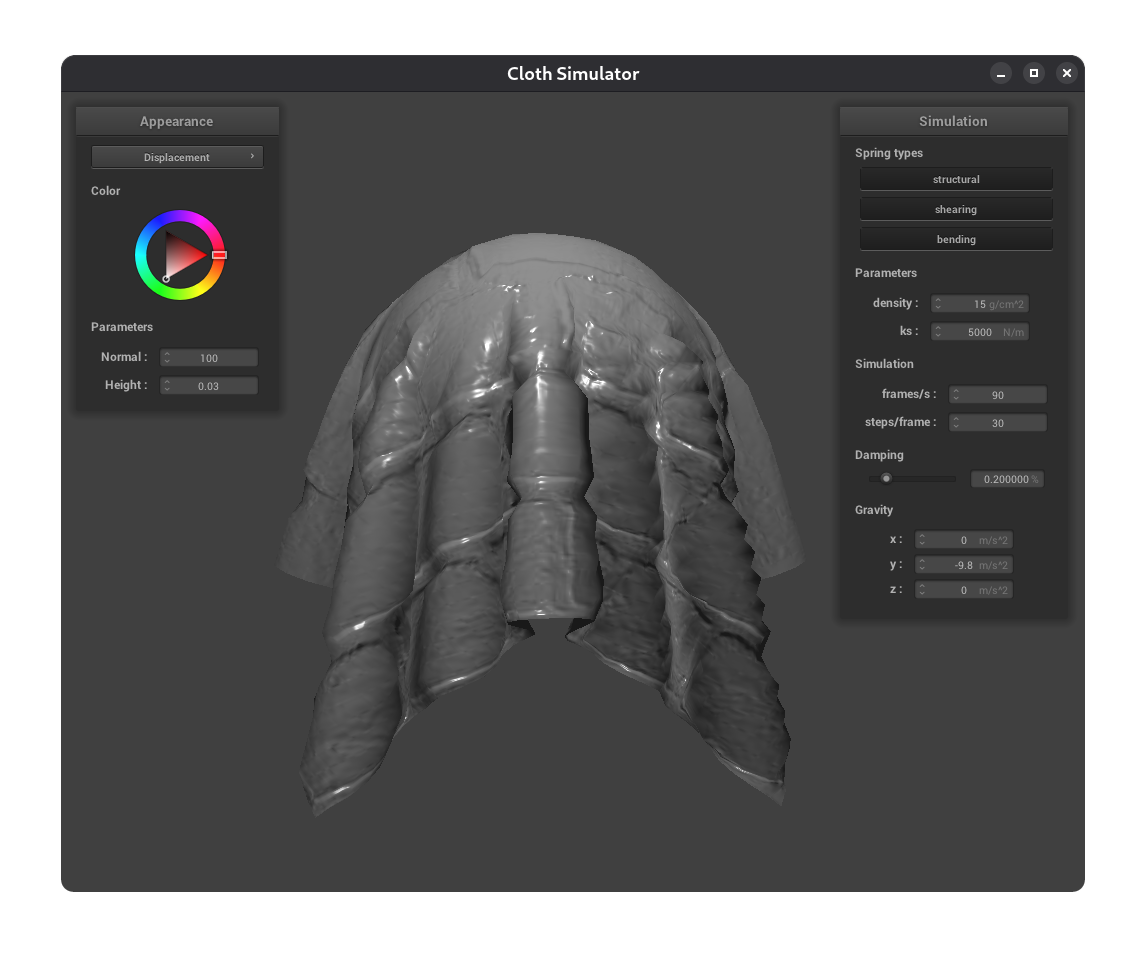 Cloth Simulator
Appearance
Displacement
Color
Parameters
Normal : 100
Height : 0.03
Simulation
Spring types
structural
shearing
bending
Parameters
density : 15 g/cm^2
ks : 5000 N/m
Simulation
frames/s : 90
steps/frame : 30
Damping
0.200000 %
Gravity
x : 0 m/s^2
y : -9.8 m/s^2
z : 0 m/s^2